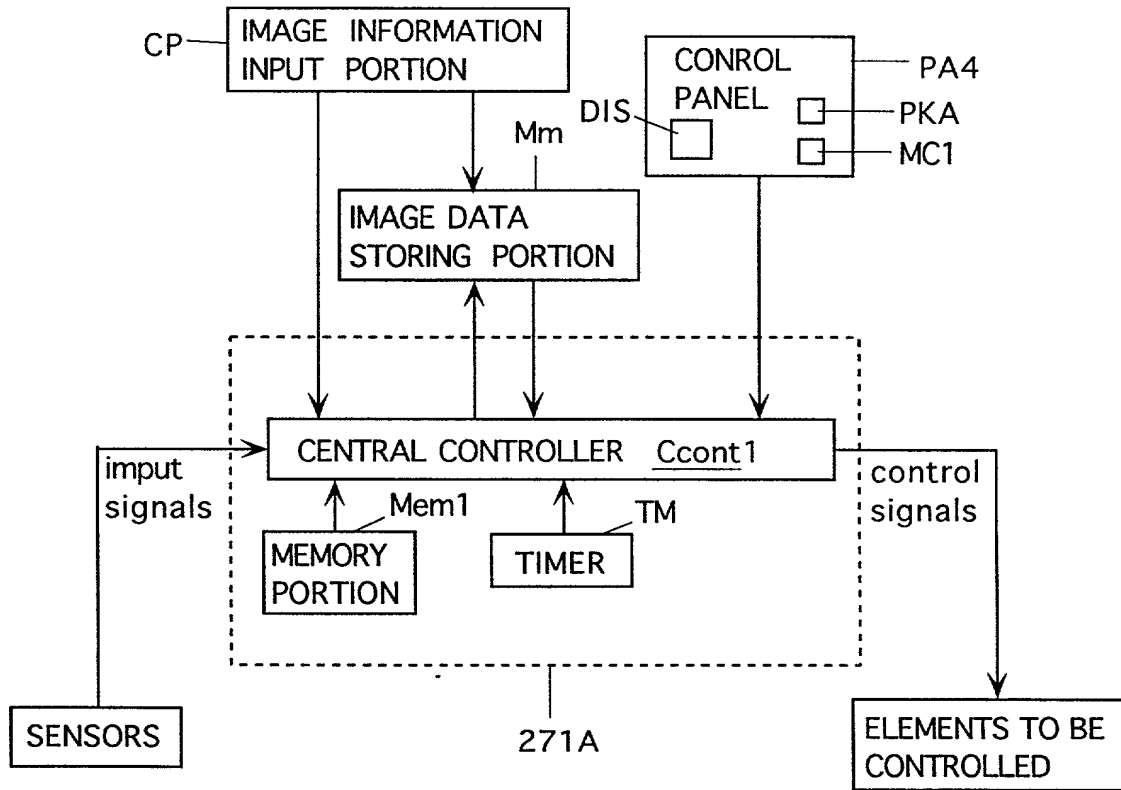 CP
IMAGE INFORMATION
INPUT PORTION
CONROL
PANEL
PA4
PKA
MC1
DIS
Mm
IMAGE DATA
STORING PORTION
CENTRAL CONTROLLER Ccont1
imput
signals
control
signals
Mem1
TM
MEMORY
PORTION
TIMER
SENSORS
271A
ELEMENTS TO BE
CONTROLLED